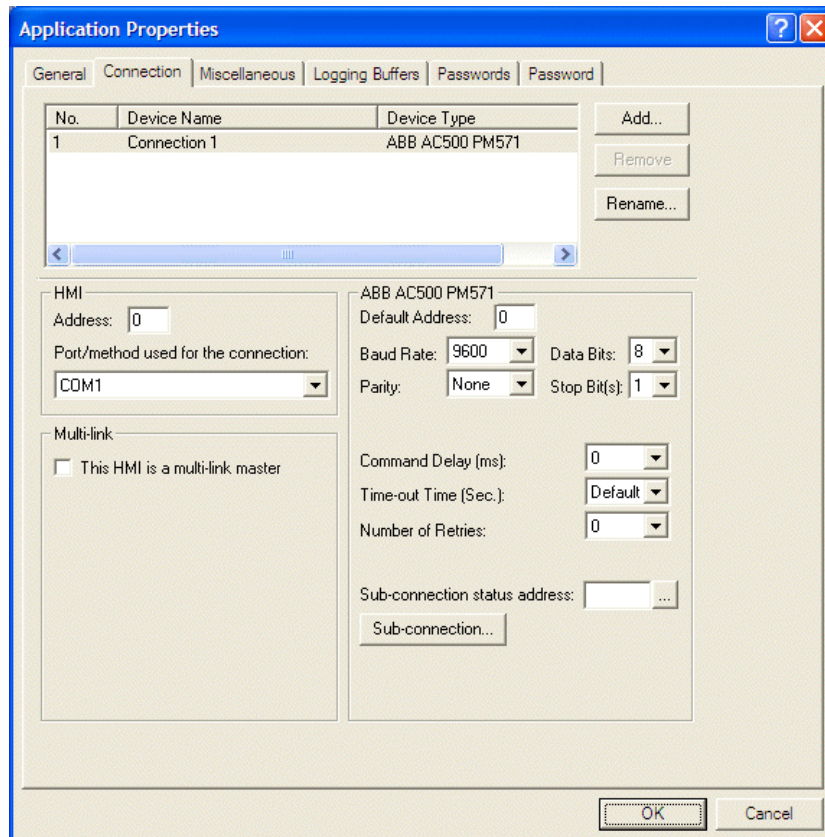 Application Properties
General Connection Miscellaneous Logging Buffers Passwords Password
No. Device Name Device Type
1 Connection 1 ABB AC500 PM571
Add...
Remove
Rename...
HMI
Address: 0
Port/method used for the connection:
COM1
Multi-link
This HMI is a multi-link master
ABB AC500 PM571
Default Address: 0
Baud Rate: 9600 Data Bits: 8
Parity: None Stop Bit(s): 1
Command Delay (ms): 0
Time-out Time (Sec.): Default
Number of Retries: 0
Sub-connection status address: ...
Sub-connection...
OK Cancel